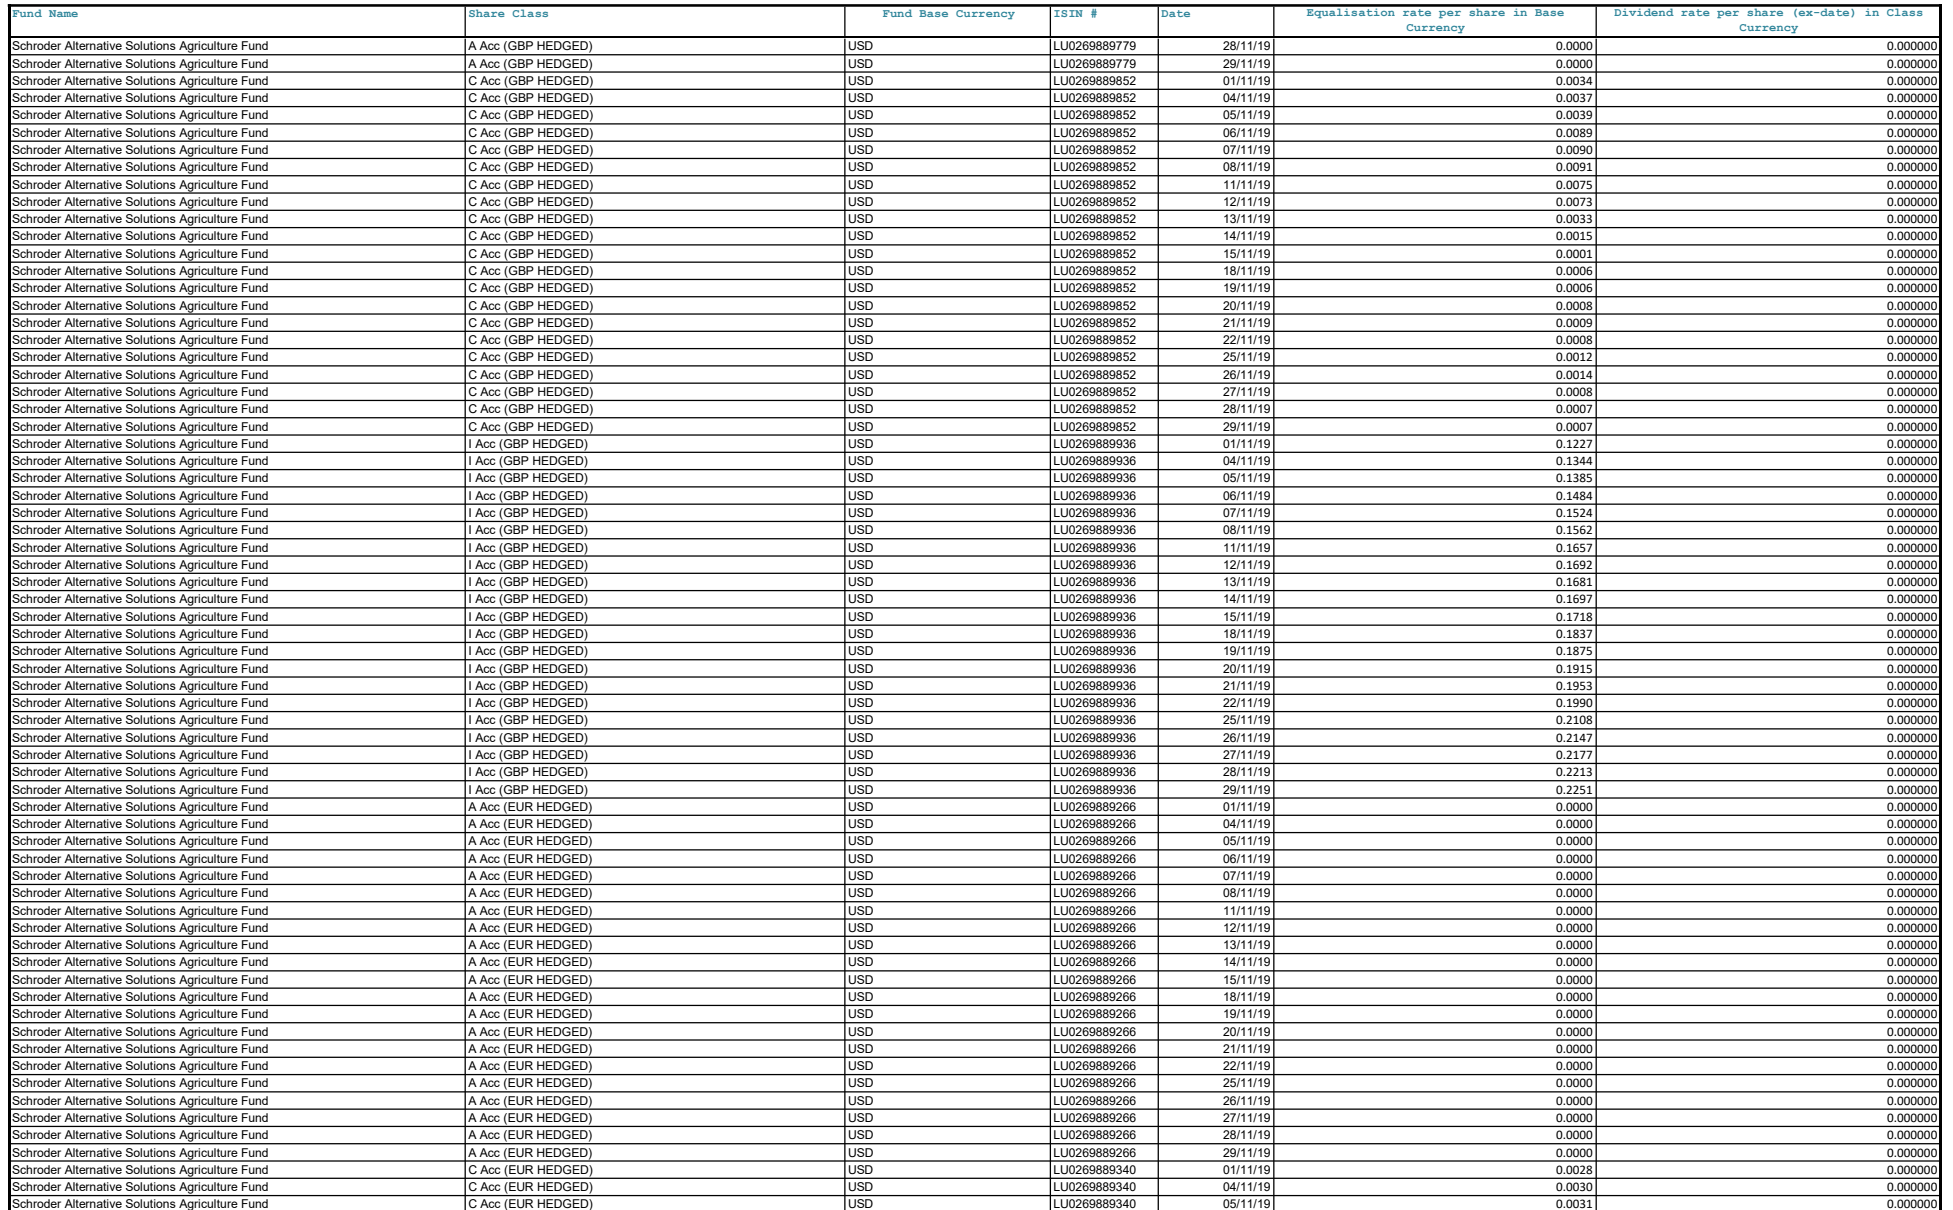 Fund Name Share Class Fund Base Currency ISIN # Date Equalisation rate per share in Base Currency Dividend rate per share (ex-date) in Class Currency
Schroder Alternative Solutions Agriculture Fund A Acc (GBP HEDGED) USD LU0269889779 28/11/19 0.0000 0.000000
Schroder Alternative Solutions Agriculture Fund A Acc (GBP HEDGED) USD LU0269889779 29/11/19 0.0000 0.000000
Schroder Alternative Solutions Agriculture Fund C Acc (GBP HEDGED) USD LU0269889852 01/11/19 0.0034 0.000000
Schroder Alternative Solutions Agriculture Fund C Acc (GBP HEDGED) USD LU0269889852 04/11/19 0.0037 0.000000
Schroder Alternative Solutions Agriculture Fund C Acc (GBP HEDGED) USD LU0269889852 05/11/19 0.0039 0.000000
Schroder Alternative Solutions Agriculture Fund C Acc (GBP HEDGED) USD LU0269889852 06/11/19 0.0089 0.000000
Schroder Alternative Solutions Agriculture Fund C Acc (GBP HEDGED) USD LU0269889852 07/11/19 0.0090 0.000000
Schroder Alternative Solutions Agriculture Fund C Acc (GBP HEDGED) USD LU0269889852 08/11/19 0.0091 0.000000
Schroder Alternative Solutions Agriculture Fund C Acc (GBP HEDGED) USD LU0269889852 11/11/19 0.0075 0.000000
Schroder Alternative Solutions Agriculture Fund C Acc (GBP HEDGED) USD LU0269889852 12/11/19 0.0073 0.000000
Schroder Alternative Solutions Agriculture Fund C Acc (GBP HEDGED) USD LU0269889852 13/11/19 0.0033 0.000000
Schroder Alternative Solutions Agriculture Fund C Acc (GBP HEDGED) USD LU0269889852 14/11/19 0.0015 0.000000
Schroder Alternative Solutions Agriculture Fund C Acc (GBP HEDGED) USD LU0269889852 15/11/19 0.0001 0.000000
Schroder Alternative Solutions Agriculture Fund C Acc (GBP HEDGED) USD LU0269889852 18/11/19 0.0006 0.000000
Schroder Alternative Solutions Agriculture Fund C Acc (GBP HEDGED) USD LU0269889852 19/11/19 0.0006 0.000000
Schroder Alternative Solutions Agriculture Fund C Acc (GBP HEDGED) USD LU0269889852 20/11/19 0.0008 0.000000
Schroder Alternative Solutions Agriculture Fund C Acc (GBP HEDGED) USD LU0269889852 21/11/19 0.0009 0.000000
Schroder Alternative Solutions Agriculture Fund C Acc (GBP HEDGED) USD LU0269889852 22/11/19 0.0008 0.000000
Schroder Alternative Solutions Agriculture Fund C Acc (GBP HEDGED) USD LU0269889852 25/11/19 0.0012 0.000000
Schroder Alternative Solutions Agriculture Fund C Acc (GBP HEDGED) USD LU0269889852 26/11/19 0.0014 0.000000
Schroder Alternative Solutions Agriculture Fund C Acc (GBP HEDGED) USD LU0269889852 27/11/19 0.0008 0.000000
Schroder Alternative Solutions Agriculture Fund C Acc (GBP HEDGED) USD LU0269889852 28/11/19 0.0007 0.000000
Schroder Alternative Solutions Agriculture Fund C Acc (GBP HEDGED) USD LU0269889852 29/11/19 0.0007 0.000000
Schroder Alternative Solutions Agriculture Fund I Acc (GBP HEDGED) USD LU0269889936 01/11/19 0.1227 0.000000
Schroder Alternative Solutions Agriculture Fund I Acc (GBP HEDGED) USD LU0269889936 04/11/19 0.1344 0.000000
Schroder Alternative Solutions Agriculture Fund I Acc (GBP HEDGED) USD LU0269889936 05/11/19 0.1385 0.000000
Schroder Alternative Solutions Agriculture Fund I Acc (GBP HEDGED) USD LU0269889936 06/11/19 0.1484 0.000000
Schroder Alternative Solutions Agriculture Fund I Acc (GBP HEDGED) USD LU0269889936 07/11/19 0.1524 0.000000
Schroder Alternative Solutions Agriculture Fund I Acc (GBP HEDGED) USD LU0269889936 08/11/19 0.1562 0.000000
Schroder Alternative Solutions Agriculture Fund I Acc (GBP HEDGED) USD LU0269889936 11/11/19 0.1657 0.000000
Schroder Alternative Solutions Agriculture Fund I Acc (GBP HEDGED) USD LU0269889936 12/11/19 0.1692 0.000000
Schroder Alternative Solutions Agriculture Fund I Acc (GBP HEDGED) USD LU0269889936 13/11/19 0.1681 0.000000
Schroder Alternative Solutions Agriculture Fund I Acc (GBP HEDGED) USD LU0269889936 14/11/19 0.1697 0.000000
Schroder Alternative Solutions Agriculture Fund I Acc (GBP HEDGED) USD LU0269889936 15/11/19 0.1718 0.000000
Schroder Alternative Solutions Agriculture Fund I Acc (GBP HEDGED) USD LU0269889936 18/11/19 0.1837 0.000000
Schroder Alternative Solutions Agriculture Fund I Acc (GBP HEDGED) USD LU0269889936 19/11/19 0.1875 0.000000
Schroder Alternative Solutions Agriculture Fund I Acc (GBP HEDGED) USD LU0269889936 20/11/19 0.1915 0.000000
Schroder Alternative Solutions Agriculture Fund I Acc (GBP HEDGED) USD LU0269889936 21/11/19 0.1953 0.000000
Schroder Alternative Solutions Agriculture Fund I Acc (GBP HEDGED) USD LU0269889936 22/11/19 0.1990 0.000000
Schroder Alternative Solutions Agriculture Fund I Acc (GBP HEDGED) USD LU0269889936 25/11/19 0.2108 0.000000
Schroder Alternative Solutions Agriculture Fund I Acc (GBP HEDGED) USD LU0269889936 26/11/19 0.2147 0.000000
Schroder Alternative Solutions Agriculture Fund I Acc (GBP HEDGED) USD LU0269889936 27/11/19 0.2177 0.000000
Schroder Alternative Solutions Agriculture Fund I Acc (GBP HEDGED) USD LU0269889936 28/11/19 0.2213 0.000000
Schroder Alternative Solutions Agriculture Fund I Acc (GBP HEDGED) USD LU0269889936 29/11/19 0.2251 0.000000
Schroder Alternative Solutions Agriculture Fund A Acc (EUR HEDGED) USD LU0269889266 01/11/19 0.0000 0.000000
Schroder Alternative Solutions Agriculture Fund A Acc (EUR HEDGED) USD LU0269889266 04/11/19 0.0000 0.000000
Schroder Alternative Solutions Agriculture Fund A Acc (EUR HEDGED) USD LU0269889266 05/11/19 0.0000 0.000000
Schroder Alternative Solutions Agriculture Fund A Acc (EUR HEDGED) USD LU0269889266 06/11/19 0.0000 0.000000
Schroder Alternative Solutions Agriculture Fund A Acc (EUR HEDGED) USD LU0269889266 07/11/19 0.0000 0.000000
Schroder Alternative Solutions Agriculture Fund A Acc (EUR HEDGED) USD LU0269889266 08/11/19 0.0000 0.000000
Schroder Alternative Solutions Agriculture Fund A Acc (EUR HEDGED) USD LU0269889266 11/11/19 0.0000 0.000000
Schroder Alternative Solutions Agriculture Fund A Acc (EUR HEDGED) USD LU0269889266 12/11/19 0.0000 0.000000
Schroder Alternative Solutions Agriculture Fund A Acc (EUR HEDGED) USD LU0269889266 13/11/19 0.0000 0.000000
Schroder Alternative Solutions Agriculture Fund A Acc (EUR HEDGED) USD LU0269889266 14/11/19 0.0000 0.000000
Schroder Alternative Solutions Agriculture Fund A Acc (EUR HEDGED) USD LU0269889266 15/11/19 0.0000 0.000000
Schroder Alternative Solutions Agriculture Fund A Acc (EUR HEDGED) USD LU0269889266 18/11/19 0.0000 0.000000
Schroder Alternative Solutions Agriculture Fund A Acc (EUR HEDGED) USD LU0269889266 19/11/19 0.0000 0.000000
Schroder Alternative Solutions Agriculture Fund A Acc (EUR HEDGED) USD LU0269889266 20/11/19 0.0000 0.000000
Schroder Alternative Solutions Agriculture Fund A Acc (EUR HEDGED) USD LU0269889266 21/11/19 0.0000 0.000000
Schroder Alternative Solutions Agriculture Fund A Acc (EUR HEDGED) USD LU0269889266 22/11/19 0.0000 0.000000
Schroder Alternative Solutions Agriculture Fund A Acc (EUR HEDGED) USD LU0269889266 25/11/19 0.0000 0.000000
Schroder Alternative Solutions Agriculture Fund A Acc (EUR HEDGED) USD LU0269889266 26/11/19 0.0000 0.000000
Schroder Alternative Solutions Agriculture Fund A Acc (EUR HEDGED) USD LU0269889266 27/11/19 0.0000 0.000000
Schroder Alternative Solutions Agriculture Fund A Acc (EUR HEDGED) USD LU0269889266 28/11/19 0.0000 0.000000
Schroder Alternative Solutions Agriculture Fund A Acc (EUR HEDGED) USD LU0269889266 29/11/19 0.0000 0.000000
Schroder Alternative Solutions Agriculture Fund C Acc (EUR HEDGED) USD LU0269889340 01/11/19 0.0028 0.000000
Schroder Alternative Solutions Agriculture Fund C Acc (EUR HEDGED) USD LU0269889340 04/11/19 0.0030 0.000000
Schroder Alternative Solutions Agriculture Fund C Acc (EUR HEDGED) USD LU0269889340 05/11/19 0.0031 0.000000